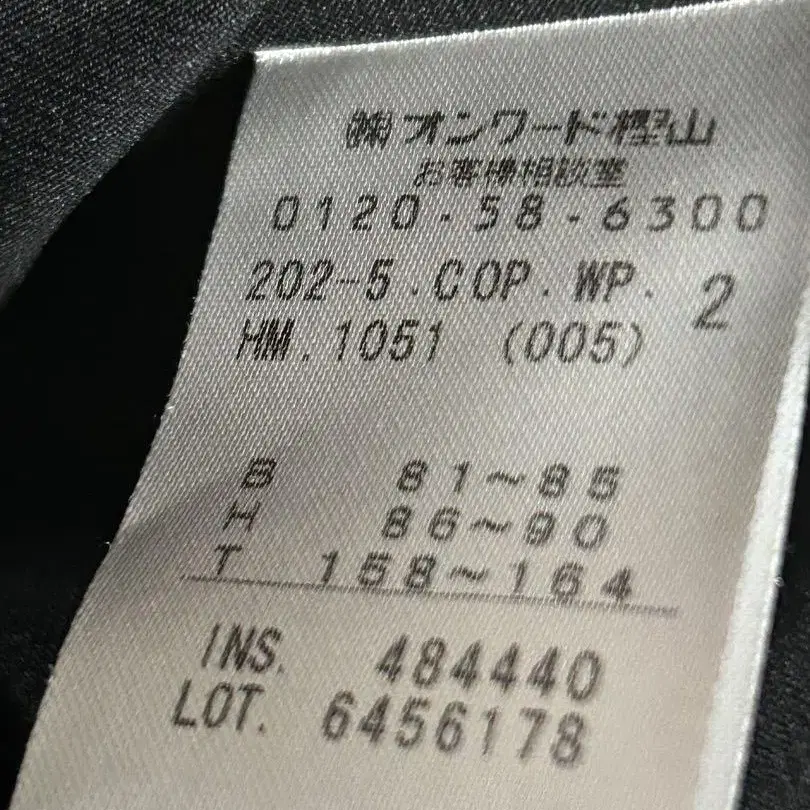 ㈱オンワード樫山
お客様相談室
0120-58-6300
202-5.COP.WP. 2
HM.1051 (005)
B 81~85
H 86~90
T 158~164
INS. 484440
LOT. 6456178